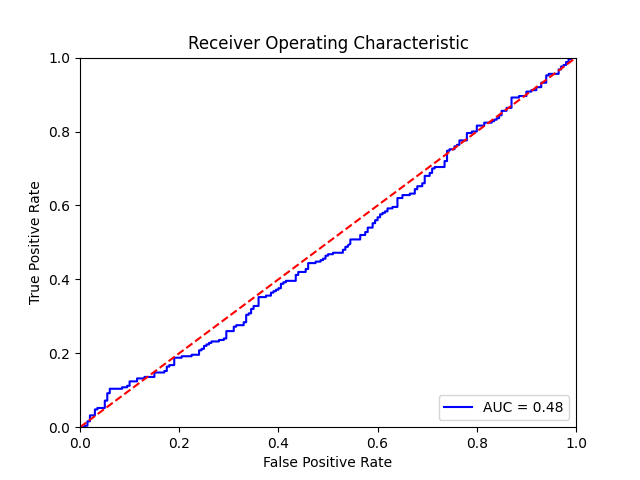 Receiver Operating Characteristic
1.0
0.8
0.6
0.4
0.2
0.0
True Positive Rate
AUC = 0.48
0.0 0.2 0.4 0.6 0.8 1.0
False Positive Rate